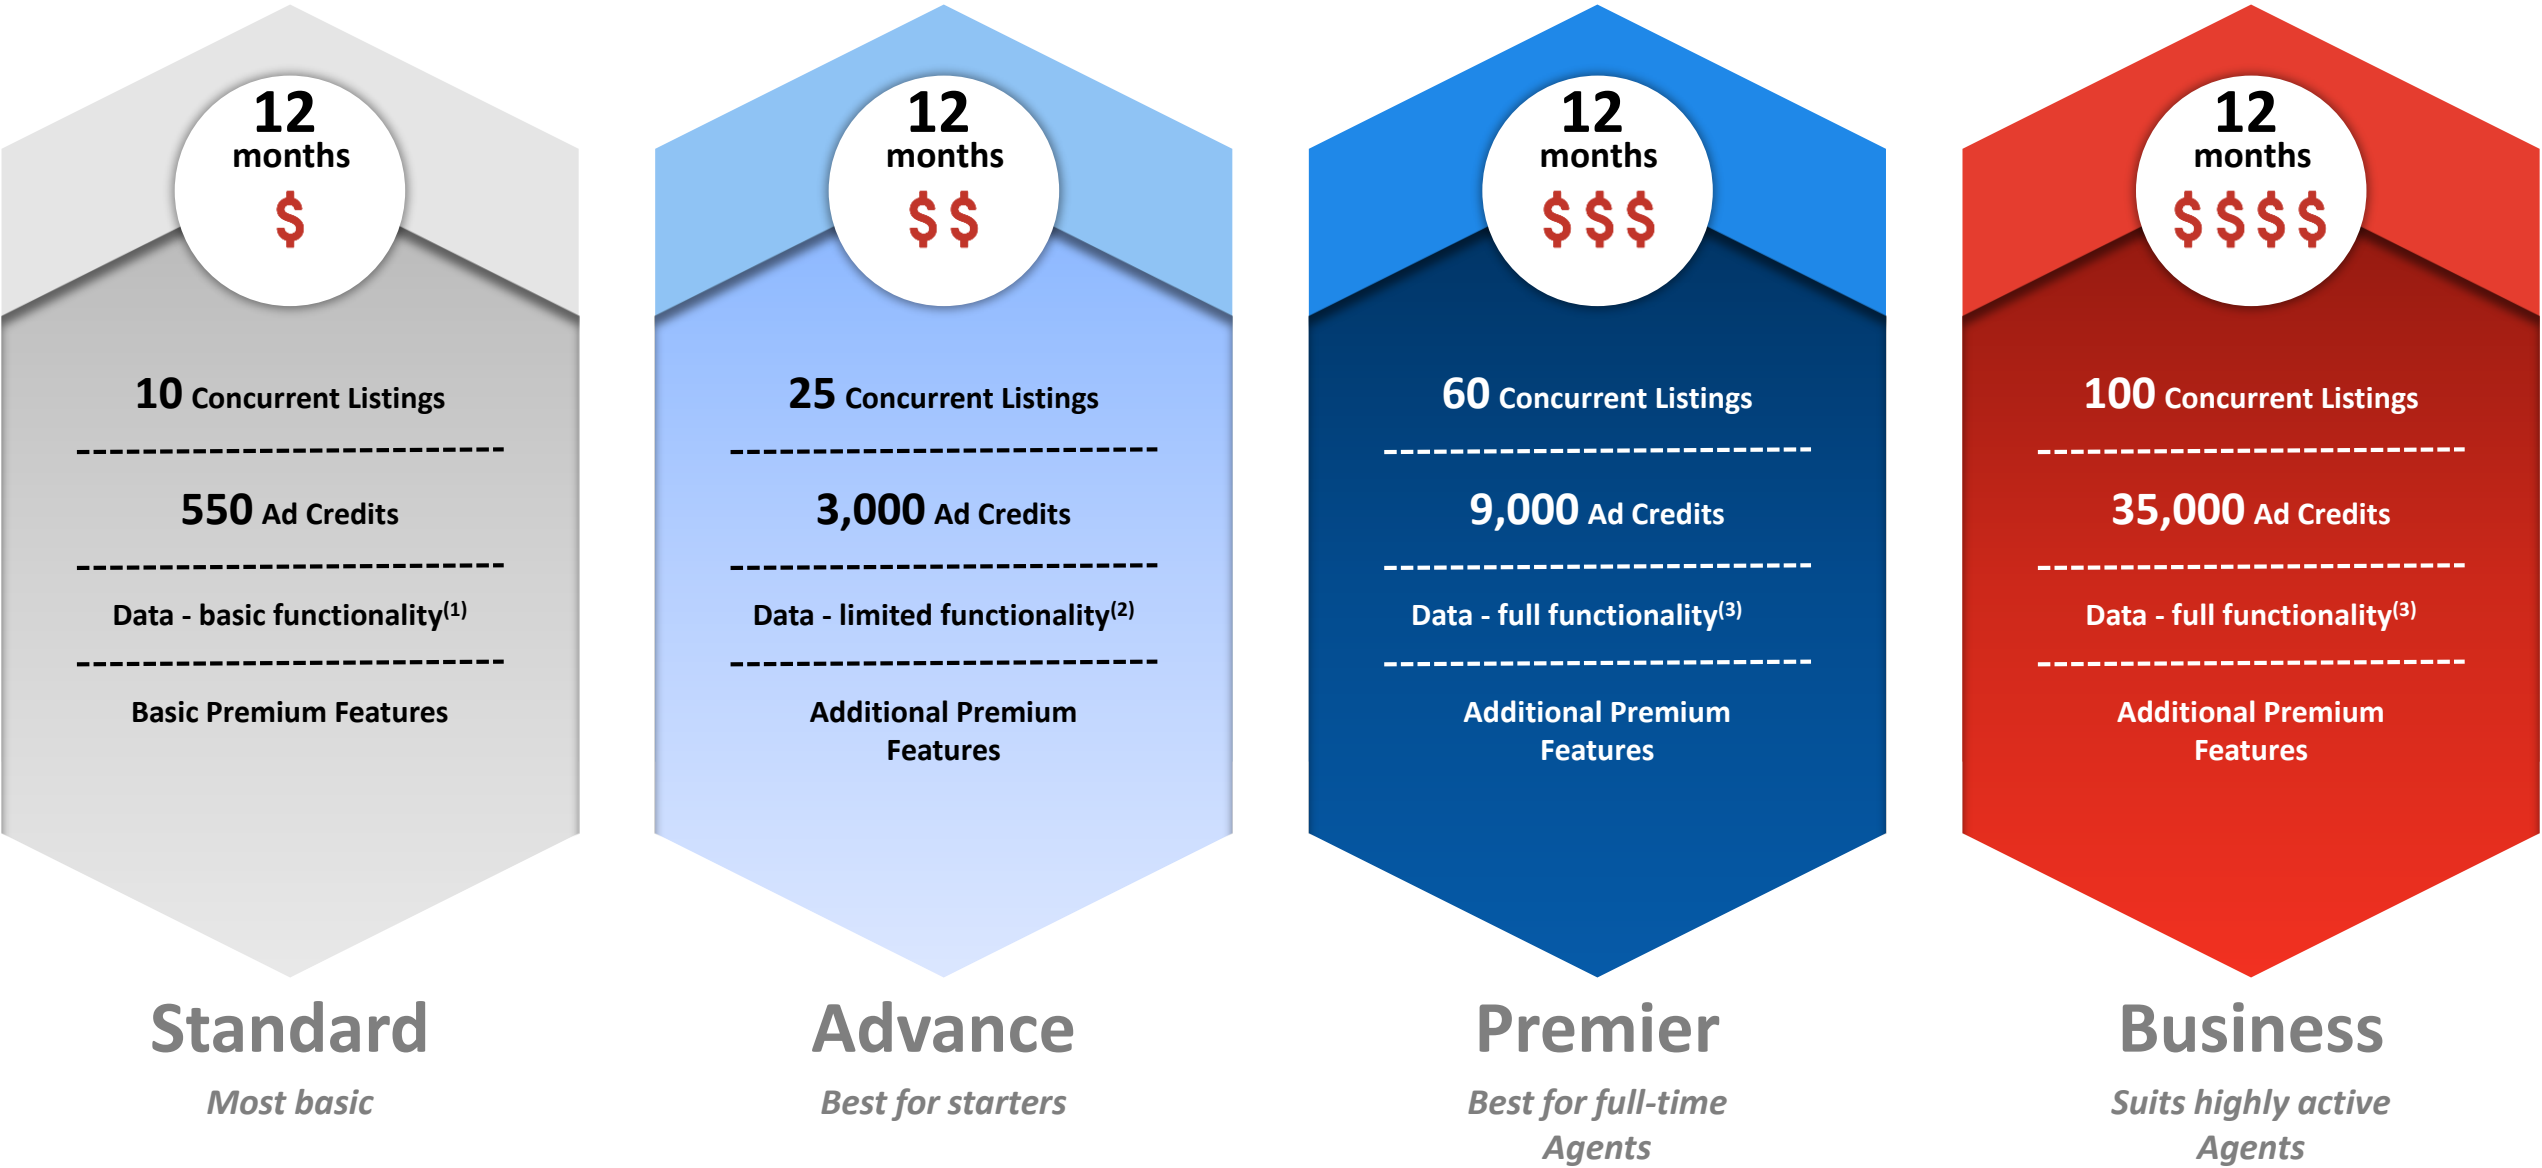 12
months
$
10 Concurrent Listings
550 Ad Credits
Data - basic functionality(1)
Basic Premium Features
Standard
Most basic
12
months
$$
25 Concurrent Listings
3,000 Ad Credits
Data - limited functionality(2)
Additional Premium
Features
Advance
Best for starters
12
months
$$$
60 Concurrent Listings
9,000 Ad Credits
Data - full functionality(3)
Additional Premium
Features
Premier
Best for full-time
Agents
12
months
$$$$
100 Concurrent Listings
35,000 Ad Credits
Data - full functionality(3)
Additional Premium
Features
Business
Suits highly active
Agents